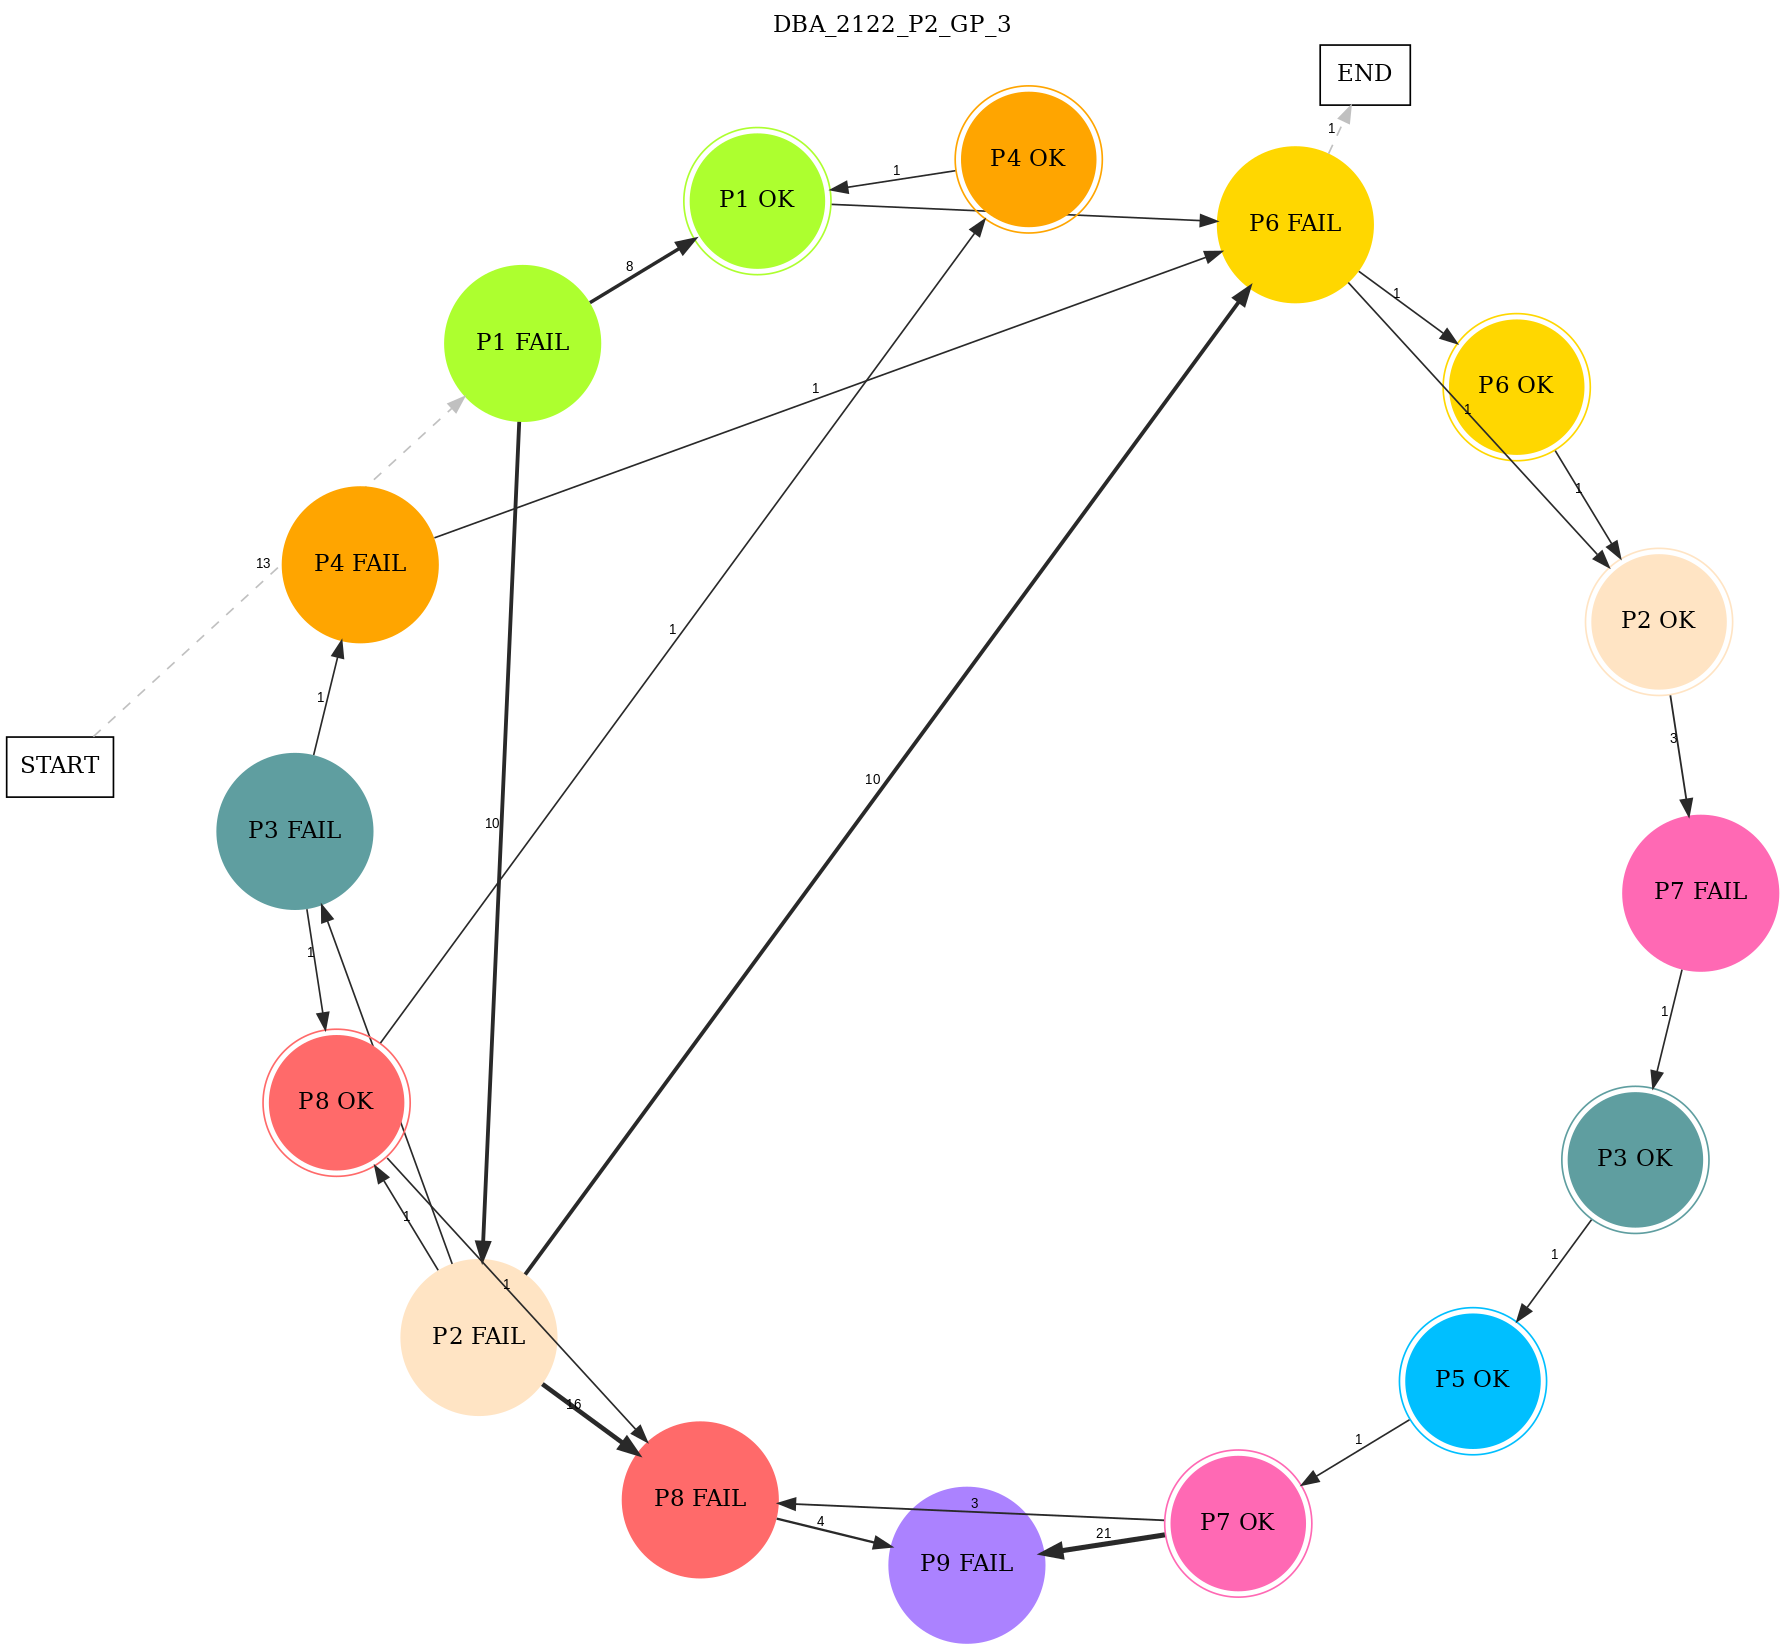 DBA_2122_P2_GP_3
END
P4 OK
1
1
P1 OK
P6 FAIL
8
1
P1 FAIL
1
P6 OK
1
1
13
P4 FAIL
P2 OK
1
1
3
START
10
10
P3 FAIL
P7 FAIL
1
1
P8 OK
P3 OK
1
1
1
P2 FAIL
P5 OK
16
1
P8 FAIL
3
4
21
P7 OK
P9 FAIL